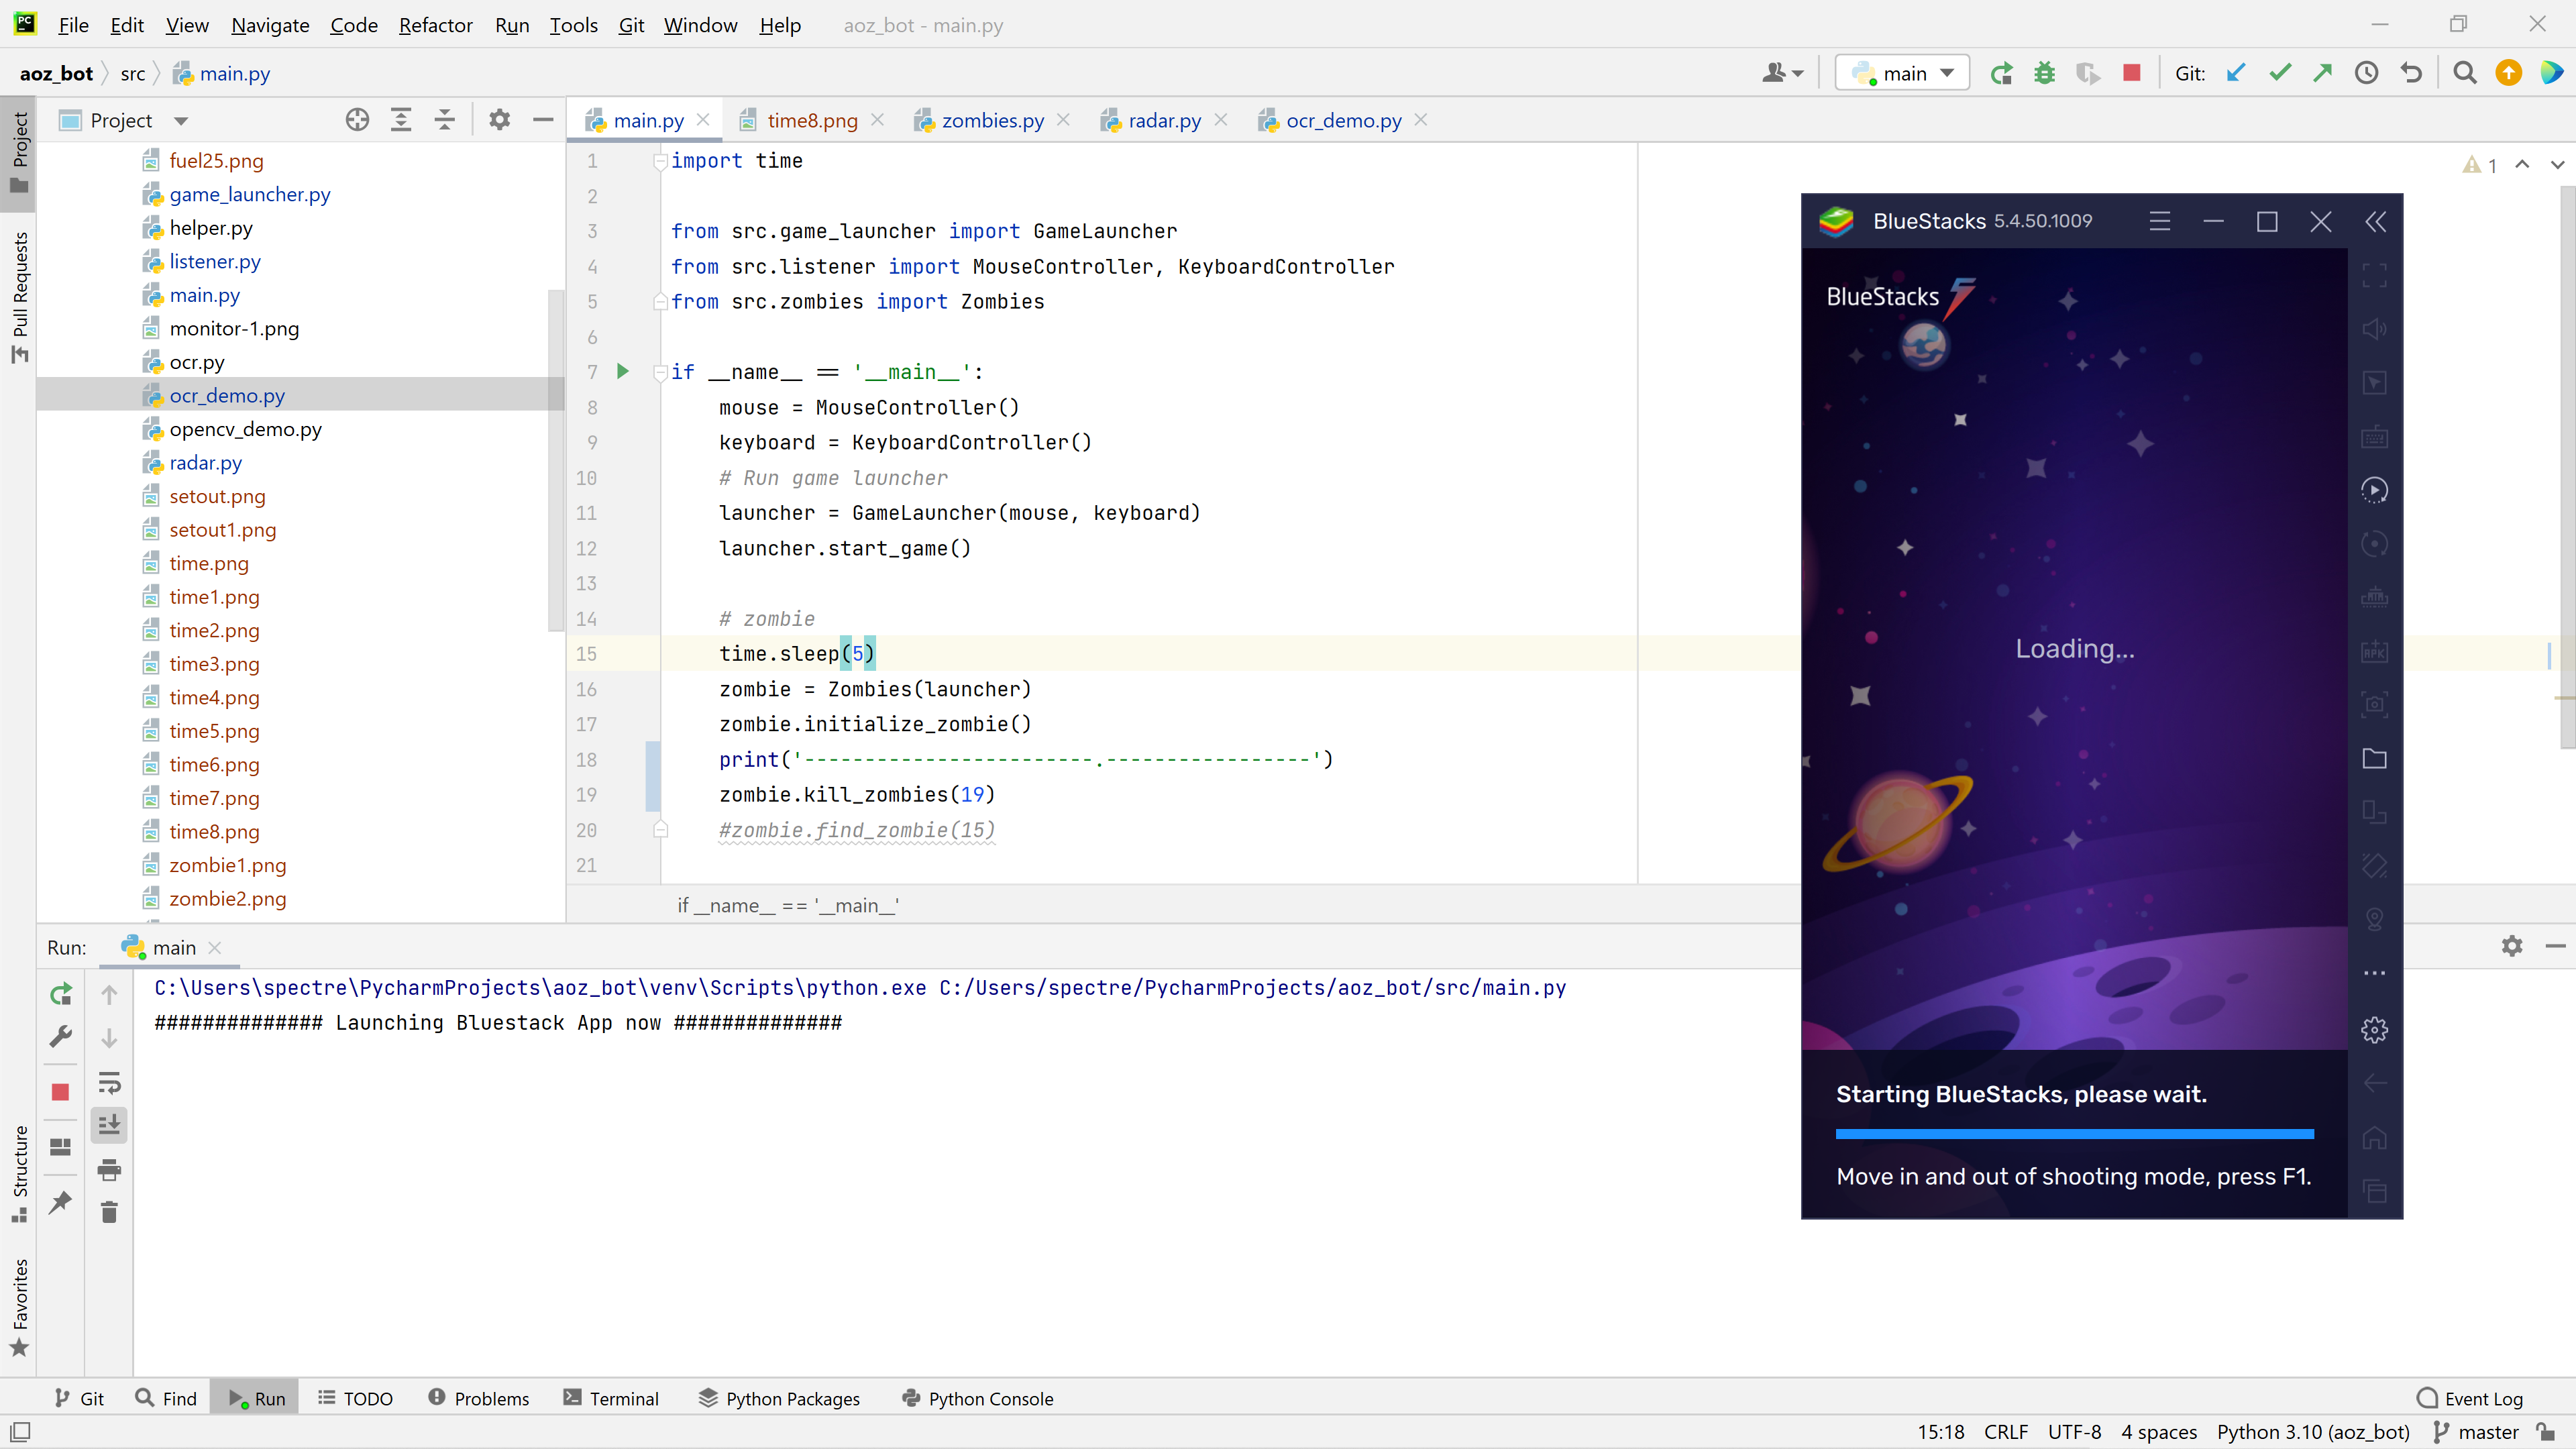 File Edit View Navigate Code Refactor Run Tools Git Window Help aoz_bot - main.py
aoz_bot src main.py
main Git:
Project
main.py time8.png zombies.py radar.py ocr_demo.py
Project
Pull Requests
Structure
Favorites
fuel25.png
game_launcher.py
helper.py
listener.py
main.py
monitor-1.png
ocr.py
ocr_demo.py
opencv_demo.py
radar.py
setout.png
setout1.png
time.png
time1.png
time2.png
time3.png
time4.png
time5.png
time6.png
time7.png
time8.png
zombie1.png
zombie2.png
1 import time
2
3 from src.game_launcher import GameLauncher
4 from src.listener import MouseController, KeyboardController
5 from src.zombies import Zombies
6
7 if __name__ == '__main__':
8 mouse = MouseController()
9 keyboard = KeyboardController()
10 # Run game launcher
11 launcher = GameLauncher(mouse, keyboard)
12 launcher.start_game()
13
14 # zombie
15 time.sleep(5)
16 zombie = Zombies(launcher)
17 zombie.initialize_zombie()
18 print('------------------------.-----------------')
19 zombie.kill_zombies(19)
20 #zombie.find_zombie(15)
21
if __name__ == '__main__'
1
BlueStacks 5.4.50.1009
BlueStacks
Loading...
Starting BlueStacks, please wait.
Move in and out of shooting mode, press F1.
Run: main
C:\Users\spectre\PycharmProjects\aoz_bot\venv\Scripts\python.exe C:/Users/spectre/PycharmProjects/aoz_bot/src/main.py
############## Launching Bluestack App now ##############
Git Find Run TODO Problems Terminal Python Packages Python Console Event Log
15:18 CRLF UTF-8 4 spaces Python 3.10 (aoz_bot) master